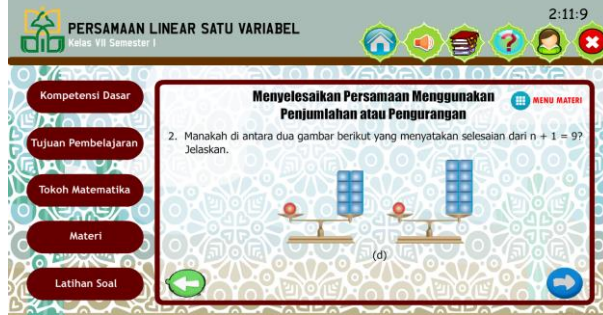 2:11:9
PERSAMAAN LINEAR SATU VARIABEL
Kelas VII Semester I
Kompetensi Dasar
Tujuan Pembelajaran
Tokoh Matematika
Materi
Latihan Soal
Menyelesaikan Persamaan Menggunakan
Penjumlahan atau Pengurangan
MENU MATERI
2. Manakah di antara dua gambar berikut yang menyatakan selesaian dari n + 1 = 9?
Jelaskan.
(d)